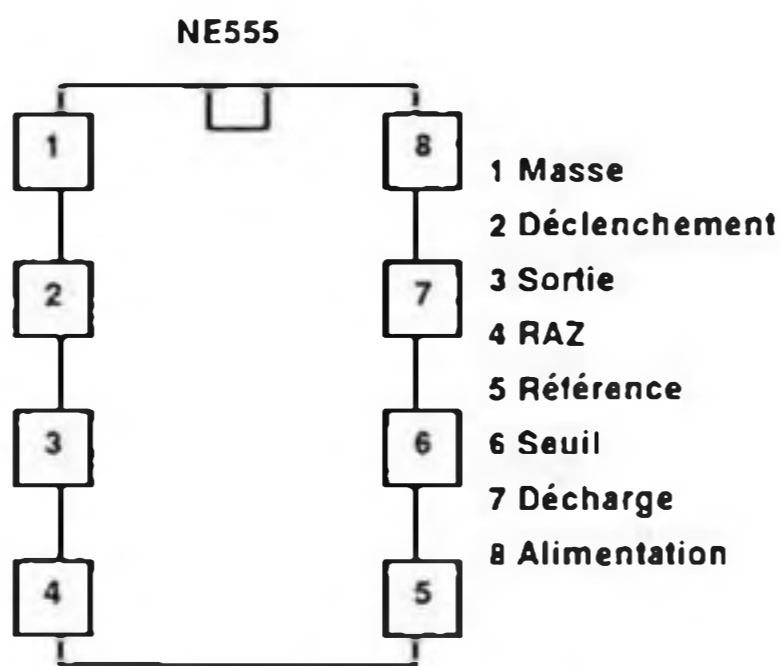 NE555
1 8
2 7
3 6
4 5
1 Masse
2 Déclenchement
3 Sortie
4 RAZ
5 Référence
6 Seuil
7 Décharge
8 Alimentation